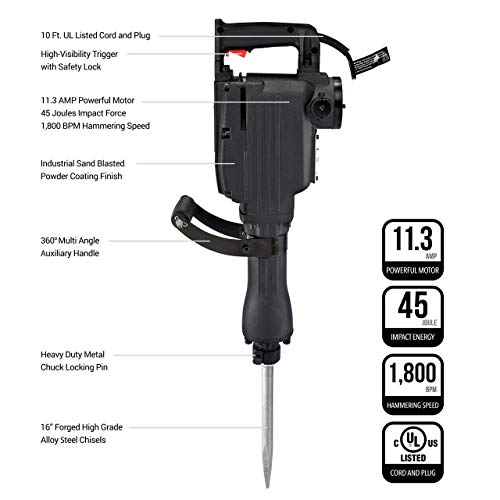 10 Ft. UL Listed Cord and Plug
High-Visibility Trigger
with Safety Lock
11.3 AMP Powerful Motor
45 Joules Impact Force
1,800 BPM Hammering Speed
Industrial Sand Blasted
Powder Coating Finish
360° Multi Angle
Auxiliary Handle
Heavy Duty Metal
Chuck Locking Pin
16" Forged High Grade
Alloy Steel Chisels
11.3
AMP
POWERFUL MOTOR
45
JOULE
IMPACT ENERGY
1,800
BPM
HAMMERING SPEED
C UL US
LISTED
CORD AND PLUG